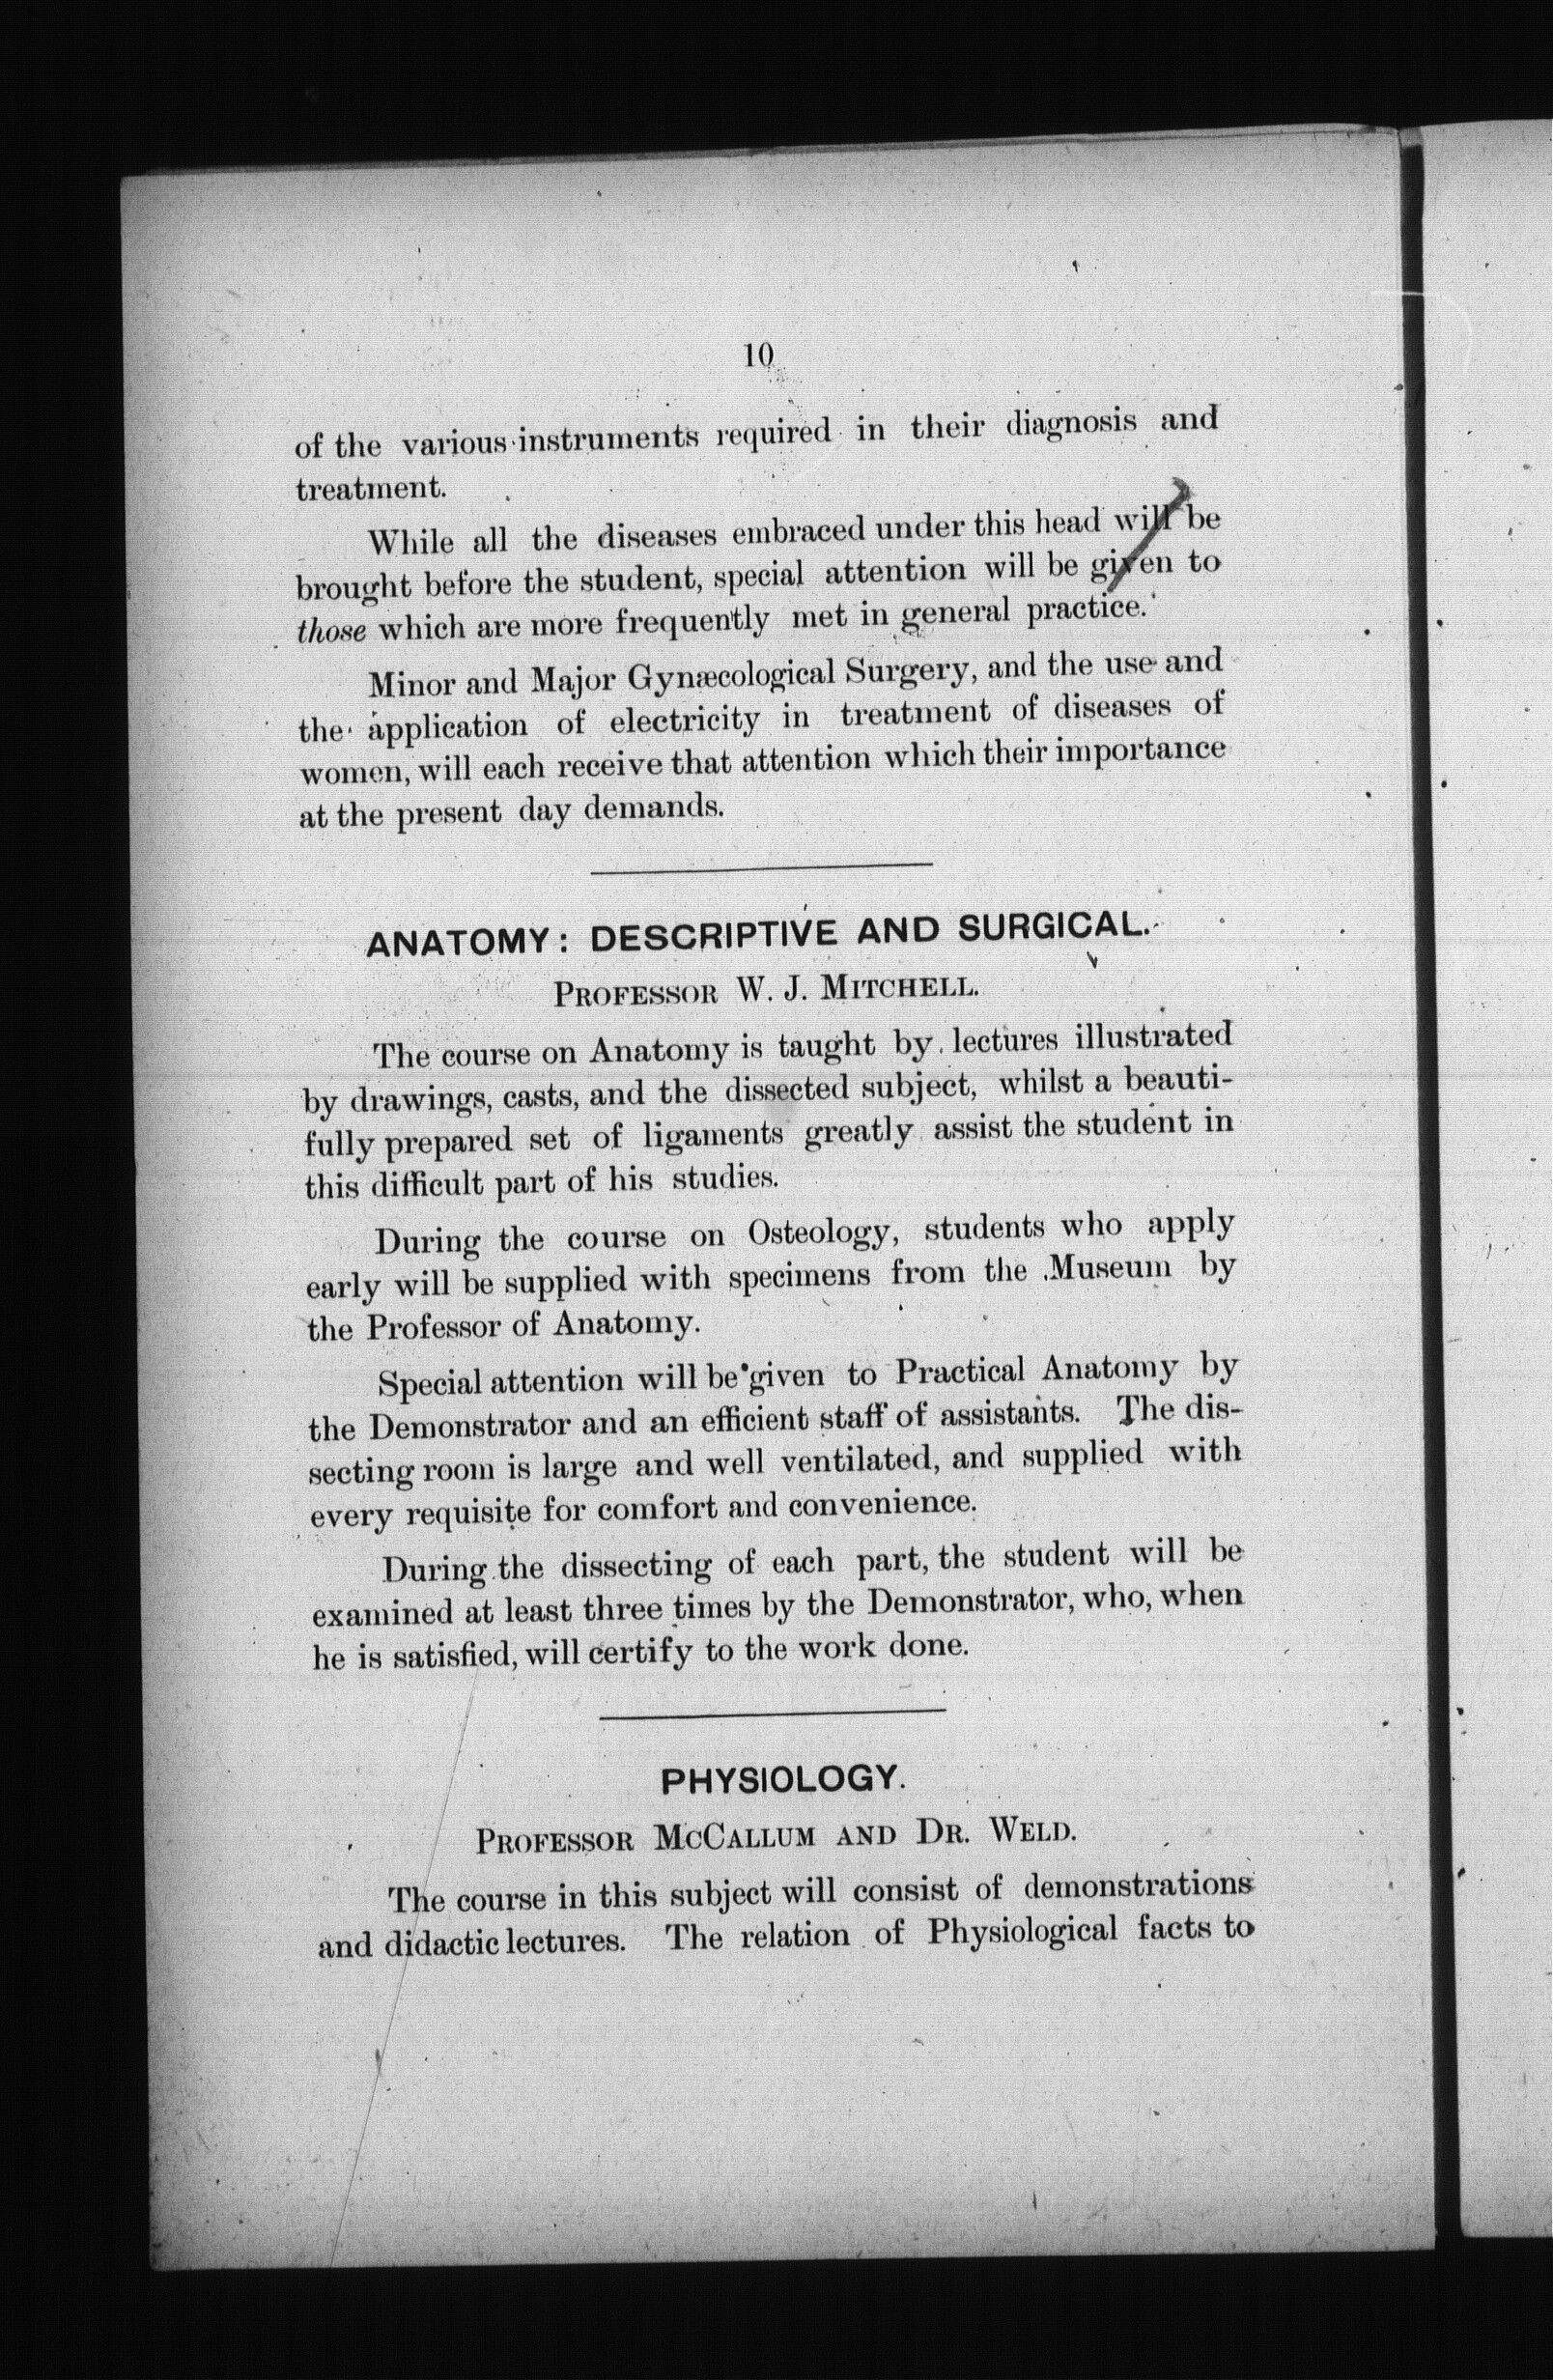 10
of the various instruments required in their diagnosis and
treatment.
While all the diseases embraced under this head will be
brought before the student, special attention will be given to
those which are more frequently met in general practice.
Minor and Major Gynæcological Surgery, and the use and
the application of electricity in treatment of diseases of
women, will each receive that attention which their importance
at the present day demands.
ANATOMY: DESCRIPTIVE AND SURGICAL.
PROFESSOR W. J. MITCHELL.
The course on Anatomy is taught by lectures illustrated
by drawings, casts, and the dissected subject, whilst a beauti-
fully prepared set of ligaments greatly assist the student in
this difficult part of his studies.
During the course on Osteology, students who apply
early will be supplied with specimens from the Museum by
the Professor of Anatomy.
Special attention will be given to Practical Anatomy by
the Demonstrator and an efficient staff of assistants. The dis-
secting room is large and well ventilated, and supplied with
every requisite for comfort and convenience.
During the dissecting of each part, the student will be
examined at least three times by the Demonstrator, who, when
he is satisfied, will certify to the work done.
PHYSIOLOGY.
PROFESSOR MCCALLUM AND DR. WELD.
The course in this subject will consist of demonstrations
and didactic lectures. The relation of Physiological facts to